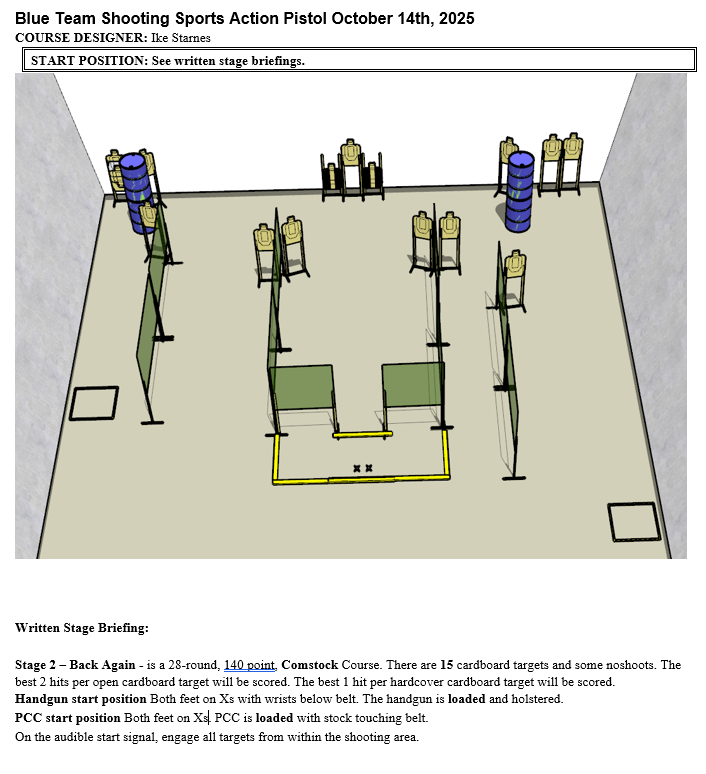 Blue Team Shooting Sports Action Pistol October 14th, 2025
COURSE DESIGNER: Ike Starnes
START POSITION: See written stage briefings.
Written Stage Briefing:
Stage 2 – Back Again - is a 28-round, 140 point, Comstock Course. There are 15 cardboard targets and some noshoots. The
best 2 hits per open cardboard target will be scored. The best 1 hit per hardcover cardboard target will be scored.
Handgun start position Both feet on Xs with wrists below belt. The handgun is loaded and holstered.
PCC start position Both feet on Xs. PCC is loaded with stock touching belt.
On the audible start signal, engage all targets from within the shooting area.